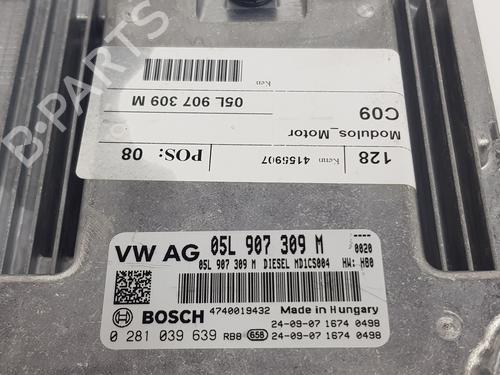 B-PARTS
Kenn
05L 907 309 M
C09
Modulos_Motor
128
Kenn 4155907
POS: 08
VW AG 05L 907 309 M
05L 907 309 M DIESEL MD1CS004 0020
HW: H80
BOSCH 4740019432 Made in Hungary
24-09-07 1674 0498
0 281 039 639 RB8 658 24-09-07 1674 0498